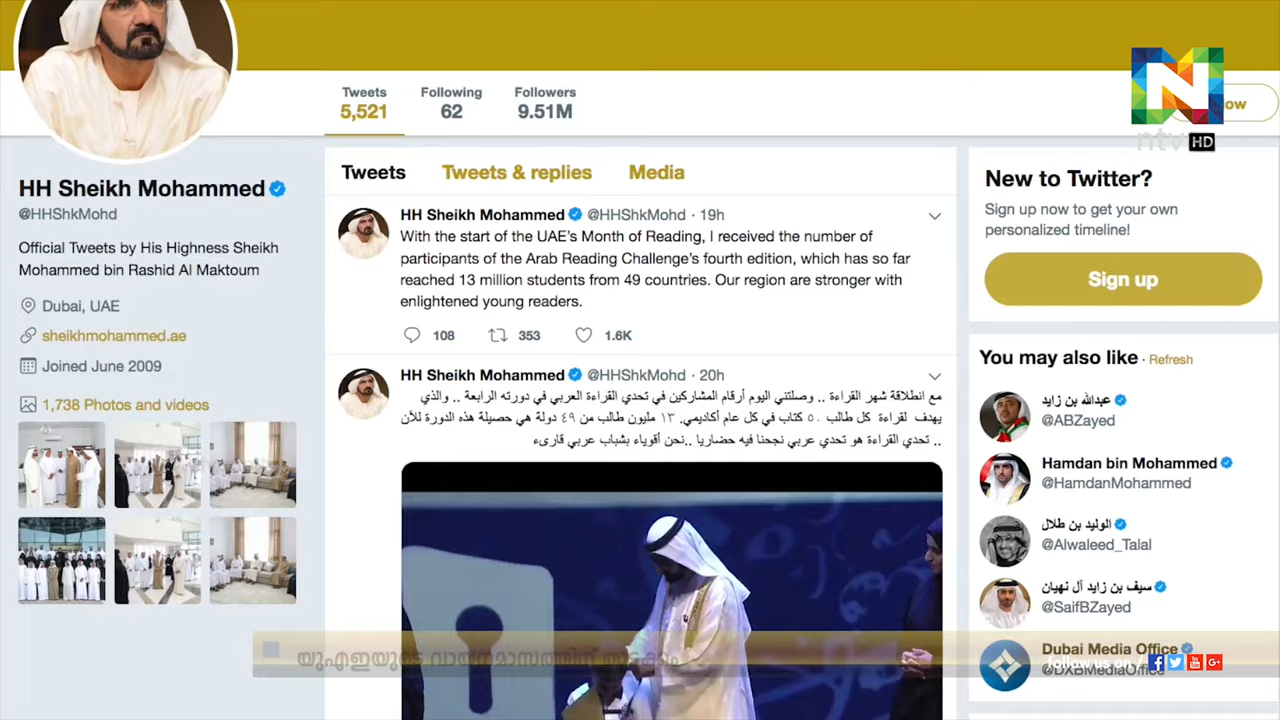 Tweets
5,521
Following
62
Followers
9.51M
N
ntv HD
HH Sheikh Mohammed
@HHShkMohd
Official Tweets by His Highness Sheikh
Mohammed bin Rashid Al Maktoum
Dubai, UAE
sheikhmohammed.ae
Joined June 2009
1,738 Photos and videos
Tweets Tweets & replies Media
HH Sheikh Mohammed @HHShkMohd · 19h
With the start of the UAE's Month of Reading, I received the number of
participants of the Arab Reading Challenge's fourth edition, which has so far
reached 13 million students from 49 countries. Our region are stronger with
enlightened young readers.
108 353 1.6K
HH Sheikh Mohammed @HHShkMohd · 20h
مع انطلاقة شهر القراءة .. وصلتني اليوم أرقام المشاركين في تحدي القراءة العربي في دورته الرابعة .. والذي
يهدف لقراءة كل طالب ٥٠ كتاب في كل عام أكاديمي. ١٣ مليون طالب من ٤٩ دولة هي حصيلة هذه الدورة للآن
.. تحدي القراءة هو تحدي عربي نجحنا فيه حضاريا ..نحن أقوياء بشباب عربي قارىء
New to Twitter?
Sign up now to get your own
personalized timeline!
Sign up
You may also like · Refresh
عبدالله بن زايد
@ABZayed
Hamdan bin Mohammed
@HamdanMohammed
الوليد بن طلال
@Alwaleed_Talal
سيف بن زايد آل نهيان
@SaifBZayed
Dubai Media Office
@DXBMediaOffice
follow us on
യുഎഇയുടെ വായനമാസത്തിന് തുടക്കം